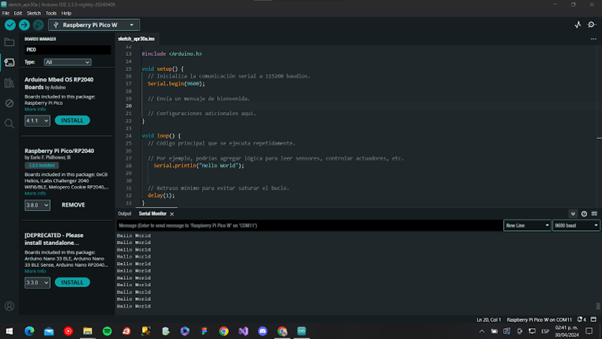 sketch_apr30a | Arduino IDE 2.3.3-nightly-20240409
File Edit Sketch Tools Help
Raspberry Pi Pico W
BOARDS MANAGER
PICO
Type: All
Arduino Mbed OS RP2040
Boards by Arduino
Boards included in this package:
Raspberry Pi Pico
More info
4.1.1 INSTALL
Raspberry Pi Pico/RP2040
by Earle F. Philhower, III
3.8.0 installed
Boards included in this package: 0xCB
Helios, iLabs Challenger 2040
WiFi6/BLE, Melopero Cookie RP2040,...
More info
3.8.0 REMOVE
[DEPRECATED - Please
install standalone...
Boards included in this package:
Arduino Nano 33 BLE, Arduino Nano
33 BLE Sense, Arduino Nano RP2040...
More info
3.3.0 INSTALL
sketch_apr30a.ino
12
13 #include <Arduino.h>
14
15 void setup() {
16 // Inicializa la comunicación serial a 115200 baudios.
17 Serial.begin(9600);
18
19 // Envía un mensaje de bienvenida.
20
21 // Configuraciones adicionales aquí.
22 }
23
24 void loop() {
25 // Código principal que se ejecuta repetidamente.
26
27 // Por ejemplo, podrías agregar lógica para leer sensores, controlar actuadores, etc.
28 Serial.println("Hello World");
29
30
31 // Retraso mínimo para evitar saturar el bucle.
32 delay(1);
33 }
Output Serial Monitor
Message (Enter to send message to 'Raspberry Pi Pico W' on 'COM11')
New Line
9600 baud
Hello World
Hello World
Hello World
Hello World
Hello World
Hello World
Hello World
Hello World
Hello World
Hello World
Hello World
Ln 20, Col 1 Raspberry Pi Pico W on COM11 4
ESP
02:41 p. m.
30/04/2024